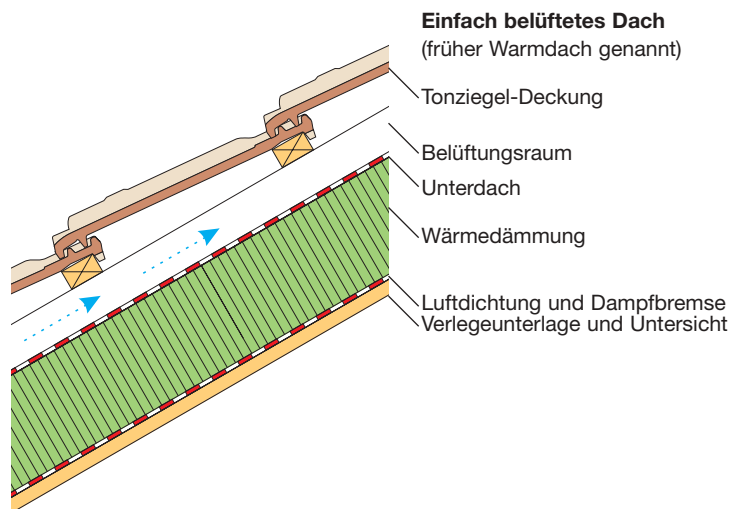 Einfach belüftetes Dach
(früher Warmdach genannt)
Tonziegel-Deckung
Belüftungsraum
Unterdach
Wärmedämmung
Luftdichtung und Dampfbremse
Verlegeunterlage und Untersicht